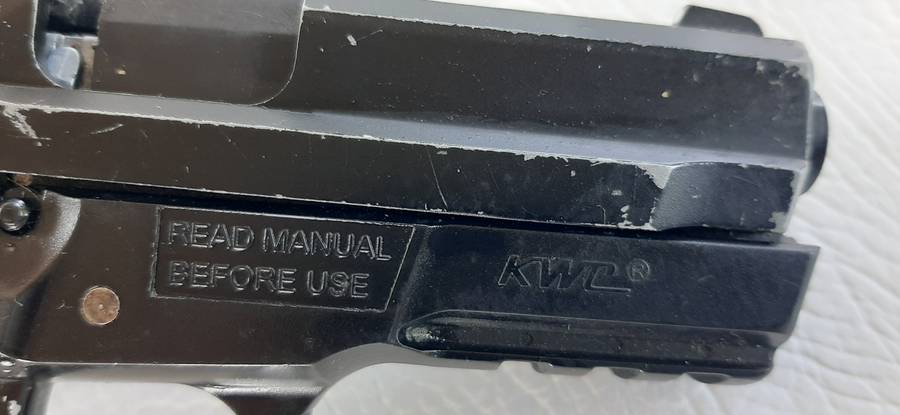 READ MANUAL
BEFORE USE
KWC®